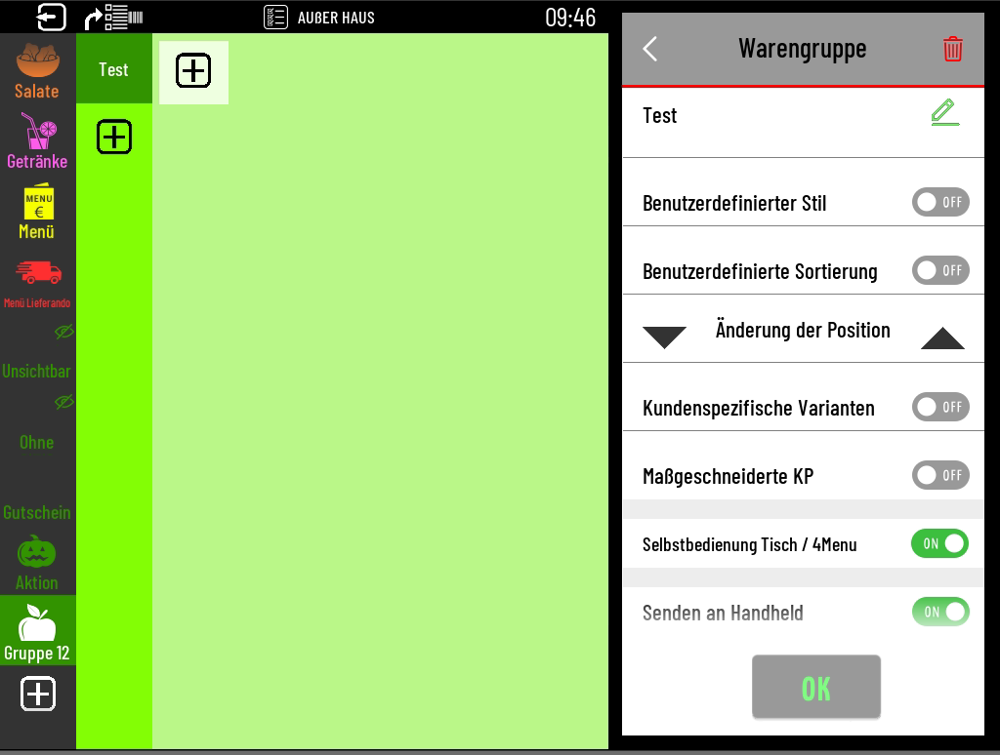 AUßER HAUS
09:46
Salate
Getränke
MENU
€
Menü
Menü Lieferando
Unsichtbar
Ohne
Gutschein
Aktion
Gruppe 12
Test
Warengruppe
Test
Benutzerdefinierter Stil
OFF
Benutzerdefinierte Sortierung
OFF
Änderung der Position
Kundenspezifische Varianten
OFF
Maßgeschneiderte KP
OFF
Selbstbedienung Tisch / 4Menu
ON
Senden an Handheld
ON
OK